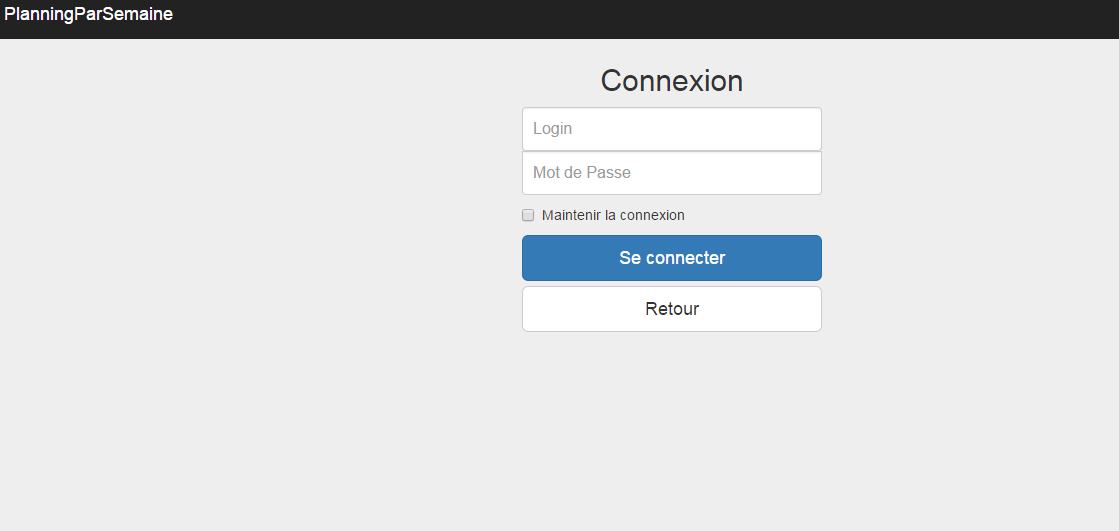 PlanningParSemaine
Connexion
Login
Mot de Passe
Maintenir la connexion
Se connecter
Retour